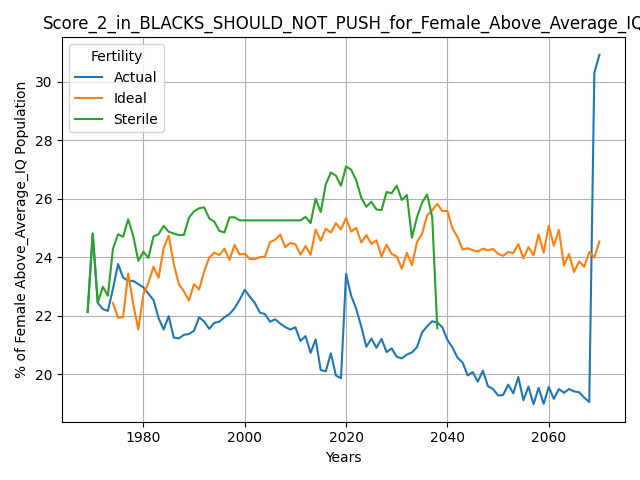 Score_2_in_BLACKS_SHOULD_NOT_PUSH_for_Female_Above_Average_IQ
Fertility
Actual
Ideal
Sterile
% of Female Above_Average_IQ Population
30
28
26
24
22
20
1980
2000
2020
2040
2060
Years